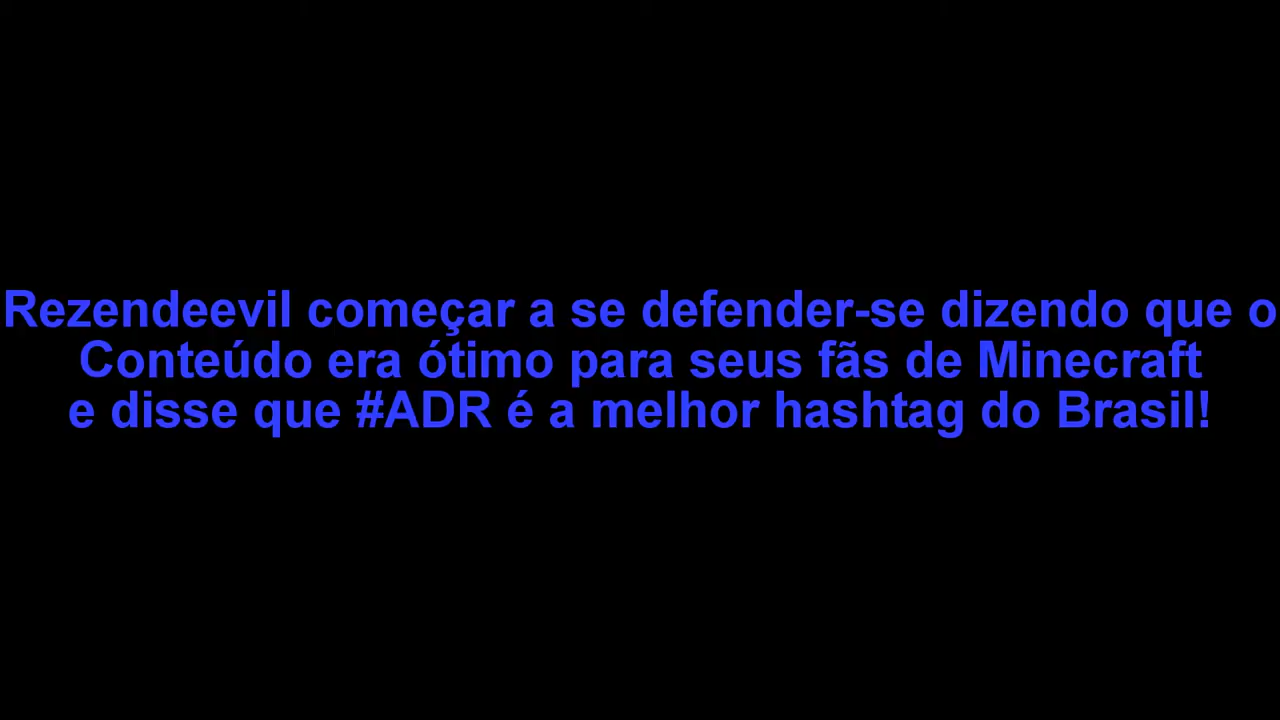 Rezendeevil começar a se defender-se dizendo que o
Conteúdo era ótimo para seus fãs de Minecraft
e disse que #ADR é a melhor hashtag do Brasil!